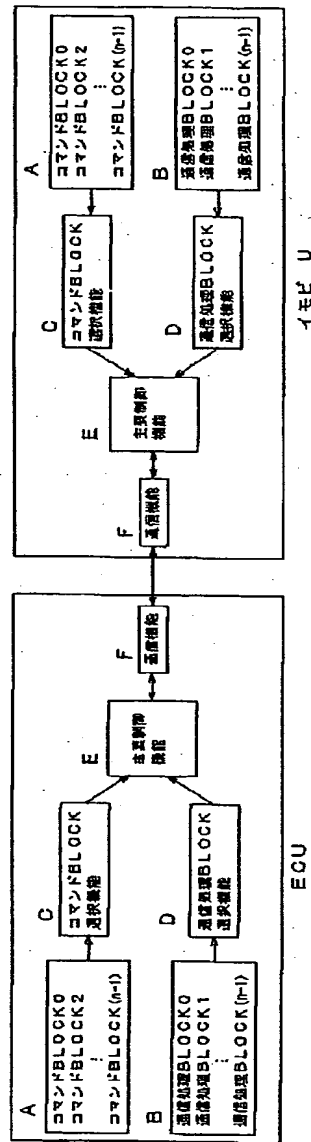 A
コマンドBLOCK0
コマンドBLOCK2
⋮
コマンドBLOCK(n-1)
B
通信処理BLOCK0
通信処理BLOCK1
⋮
通信処理BLOCK(n-1)
C
コマンドBLOCK
選択機能
D
通信処理BLOCK
選択機能
E
主要制御
機能
F
通信機能
ECU
F
通信機能
E
主要制御
機能
C
コマンドBLOCK
選択機能
D
通信処理BLOCK
選択機能
A
コマンドBLOCK0
コマンドBLOCK2
⋮
コマンドBLOCK(n-1)
B
通信処理BLOCK0
通信処理BLOCK1
⋮
通信処理BLOCK(n-1)
イモビ U